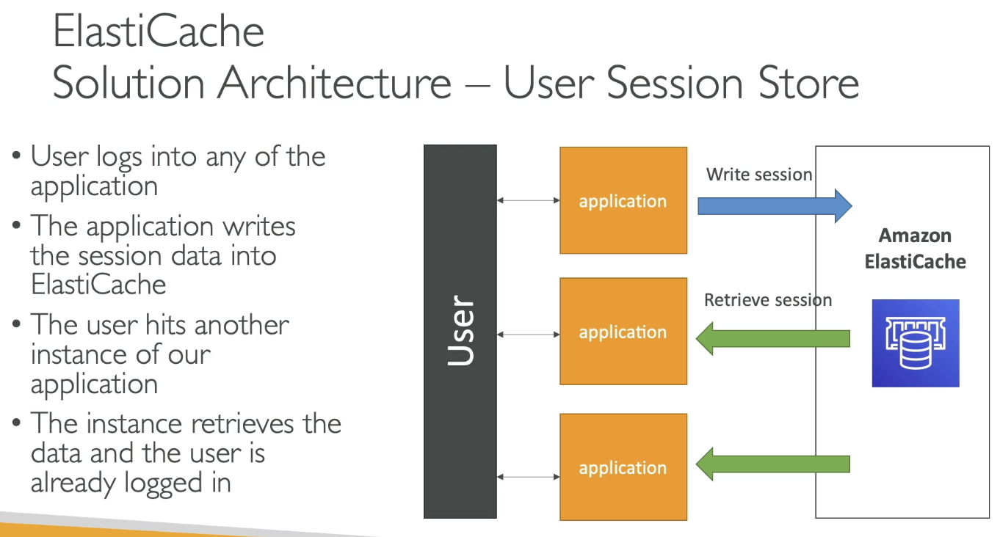 ElastiCache
Solution Architecture – User Session Store
• User logs into any of the
application
• The application writes
the session data into
ElastiCache
• The user hits another
instance of our
application
• The instance retrieves the
data and the user is
already logged in
User
application
Write session
application
Retrieve session
application
Amazon
ElastiCache